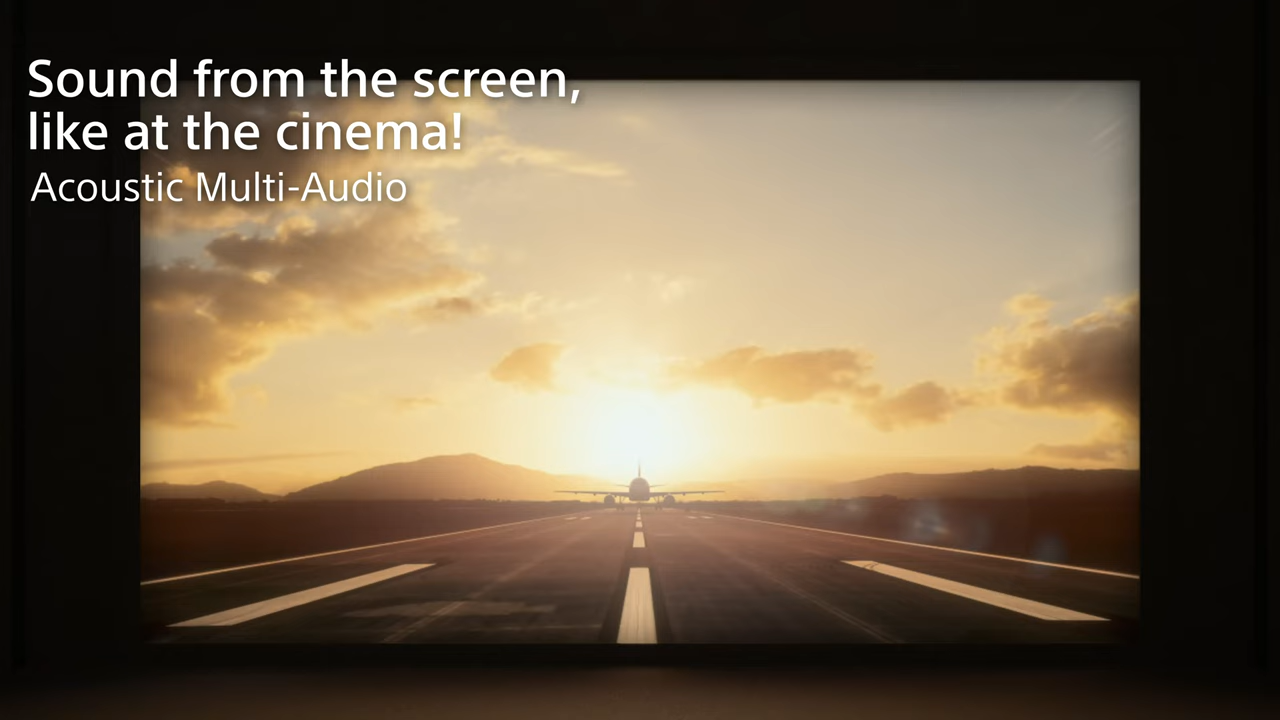 Sound from the screen,
like at the cinema!
Acoustic Multi-Audio